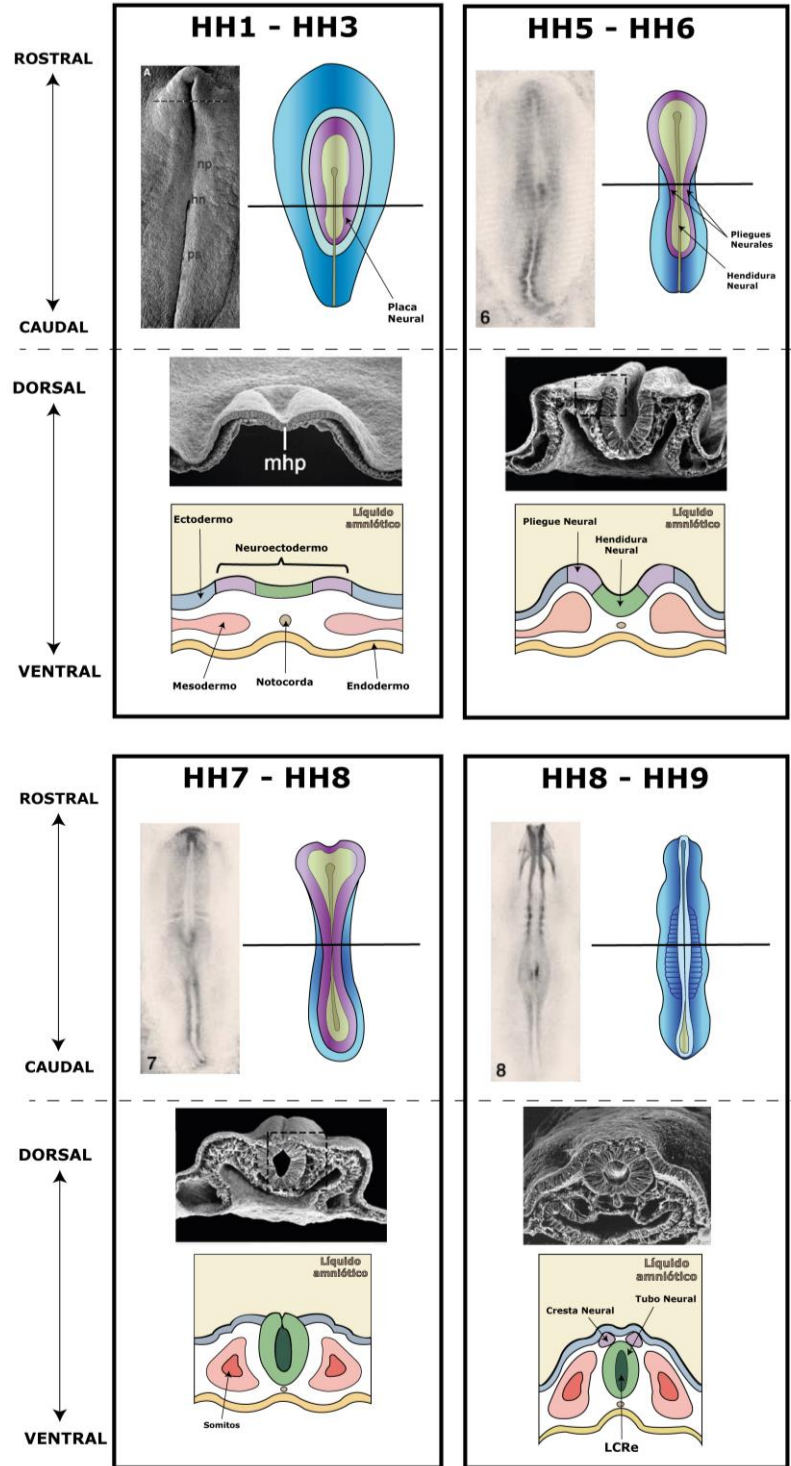 HH1 - HH3
ROSTRAL
CAUDAL
A
np
hn
ps
Placa
Neural
HH5 - HH6
6
Pliegues
Neurales
Hendidura
Neural
DORSAL
VENTRAL
mhp
Líquido
amniótico
Ectodermo
Neuroectodermo
Mesodermo
Notocorda
Endodermo
Líquido
amniótico
Pliegue Neural
Hendidura
Neural
HH7 - HH8
ROSTRAL
CAUDAL
7
HH8 - HH9
8
DORSAL
VENTRAL
Líquido
amniótico
Somitos
Líquido
amniótico
Tubo Neural
Cresta Neural
LCRe